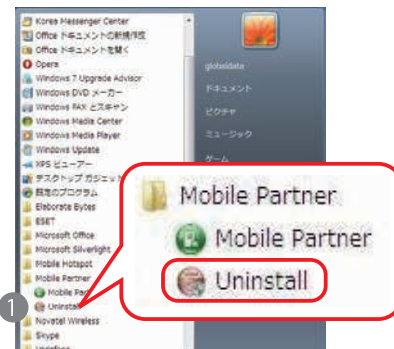 Korea Messenger Center
Office ドキュメントの新規作成
Office ドキュメントを開く
Opera
Windows 7 Upgrade Advisor
Windows DVD メーカー
Windows FAX とスキャン
Windows Media Center
Windows Media Player
Windows Update
XPS ビューアー
デスクトップ ガジェット
既定のプログラム
Elaborate Bytes
ESET
Microsoft Office
Microsoft Silverlight
Mobile Hotspot
Mobile Partner
Mobile Part
Uninstall
Novatel Wireless
Skype
Vodafone
globaldata
ドキュメント
ピクチャ
ミュージック
ゲーム
Mobile Partner
Mobile Partner
Uninstall
1